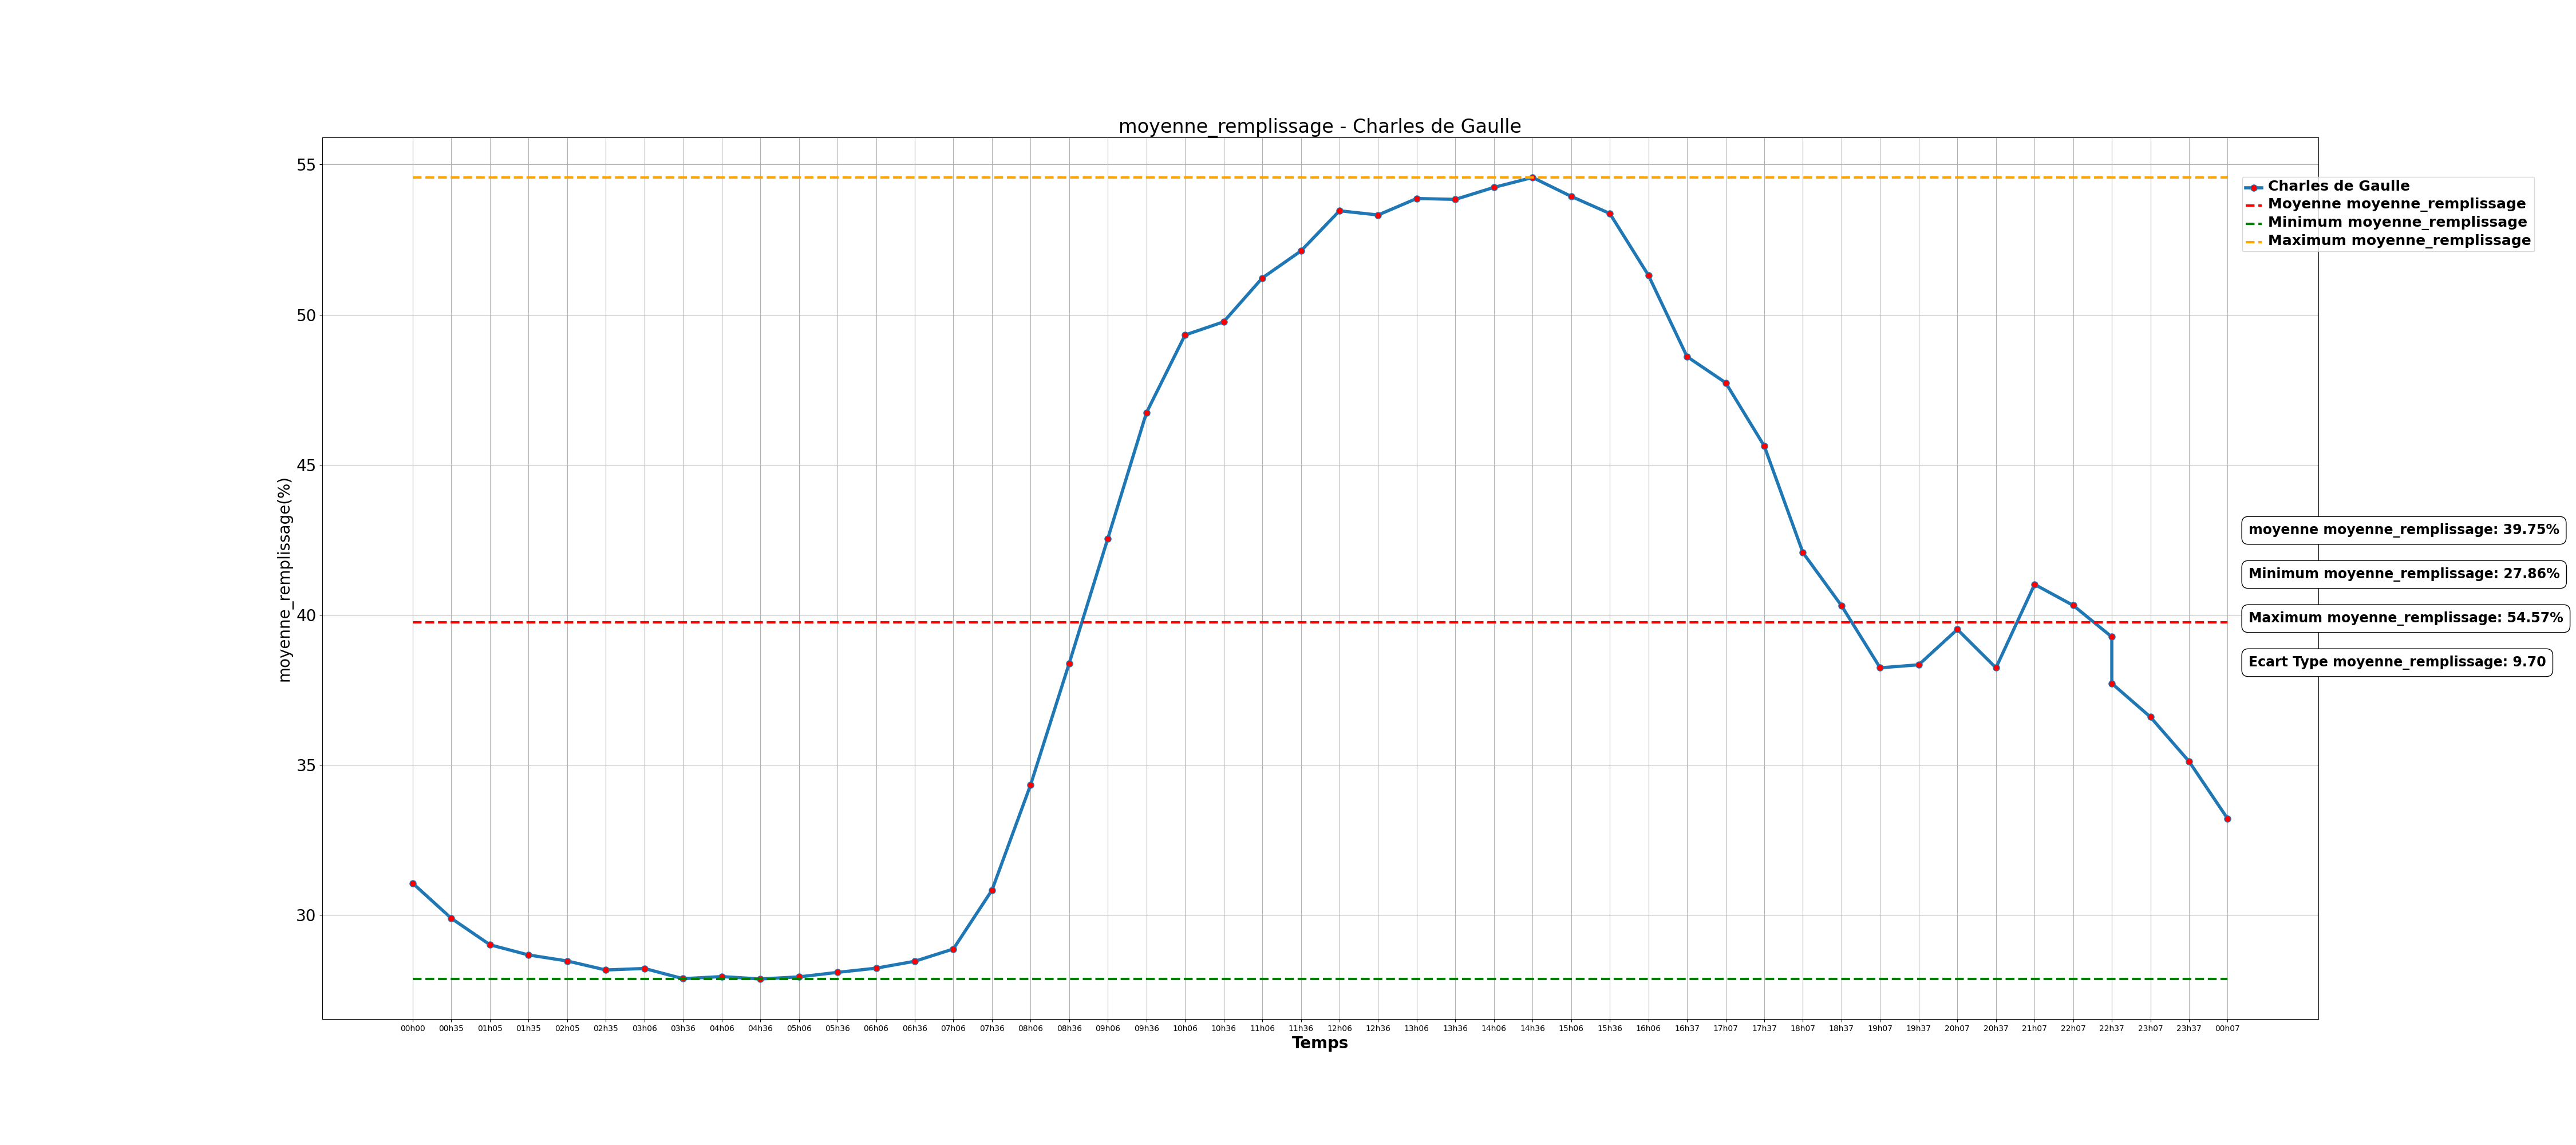 moyenne_remplissage - Charles de Gaulle
55
50
45
40
35
30
moyenne_remplissage(%)
Charles de Gaulle
Moyenne moyenne_remplissage
Minimum moyenne_remplissage
Maximum moyenne_remplissage
moyenne moyenne_remplissage: 39.75%
Minimum moyenne_remplissage: 27.86%
Maximum moyenne_remplissage: 54.57%
Ecart Type moyenne_remplissage: 9.70
00h00 00h35 01h05 01h35 02h05 02h35 03h06 03h36 04h06 04h36 05h06 05h36 06h06 06h36 07h06 07h36 08h06 08h36 09h06 09h36 10h06 10h36 11h06 11h36 12h06 12h36 13h06 13h36 14h06 14h36 15h06 15h36 16h06 16h37 17h07 17h37 18h07 18h37 19h07 19h37 20h07 20h37 21h07 22h07 22h37 23h07 23h37 00h07
Temps